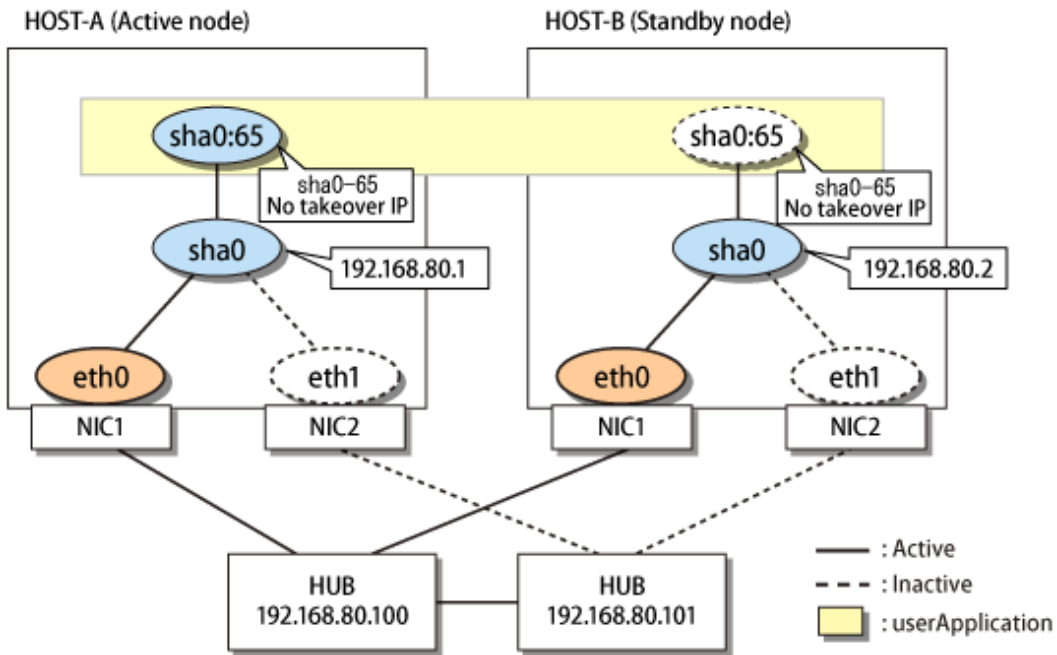 HOST-A (Active node)
HOST-B (Standby node)
sha0:65
sha0:65
sha0-65
No takeover IP
sha0-65
No takeover IP
sha0
192.168.80.1
sha0
192.168.80.2
eth0
eth1
eth0
eth1
NIC1
NIC2
NIC1
NIC2
HUB
192.168.80.100
HUB
192.168.80.101
: Active
: Inactive
: userApplication